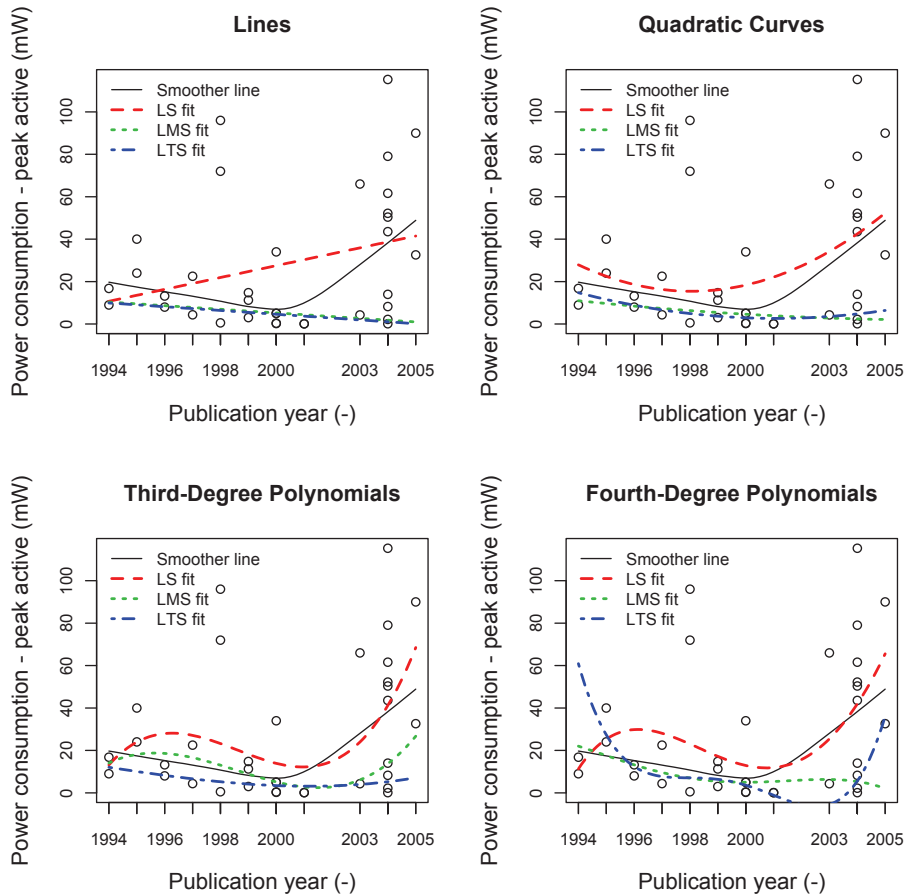 Lines
Power consumption - peak active (mW)
0 20 40 60 80 100
Smoother line
LS fit
LMS fit
LTS fit
1994 1996 1998 2000 2003 2005
Publication year (-)
Quadratic Curves
Power consumption - peak active (mW)
0 20 40 60 80 100
Smoother line
LS fit
LMS fit
LTS fit
1994 1996 1998 2000 2003 2005
Publication year (-)
Third-Degree Polynomials
Power consumption - peak active (mW)
0 20 40 60 80 100
Smoother line
LS fit
LMS fit
LTS fit
1994 1996 1998 2000 2003 2005
Publication year (-)
Fourth-Degree Polynomials
Power consumption - peak active (mW)
0 20 40 60 80 100
Smoother line
LS fit
LMS fit
LTS fit
1994 1996 1998 2000 2003 2005
Publication year (-)